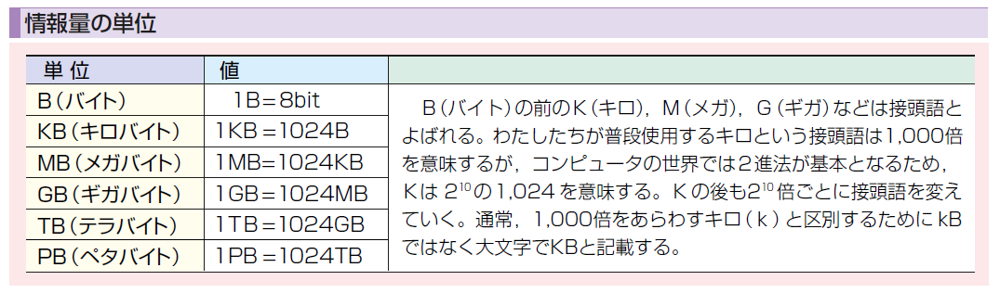 情報量の単位
単 位 値
B（バイト） 1B＝8bit
KB（キロバイト） 1KB＝1024B
MB（メガバイト） 1MB＝1024KB
GB（ギガバイト） 1GB＝1024MB
TB（テラバイト） 1TB＝1024GB
PB（ペタバイト） 1PB＝1024TB
B（バイト）の前のK（キロ），M（メガ），G（ギガ）などは接頭語と
よばれる。わたしたちが普段使用するキロという接頭語は1,000倍
を意味するが，コンピュータの世界では2進法が基本となるため，
Kは 2¹⁰の1,024 を意味する。Kの後も2¹⁰倍ごとに接頭語を変え
ていく。通常，1,000倍をあらわすキロ（k）と区別するために kB
ではなく大文字でKBと記載する。